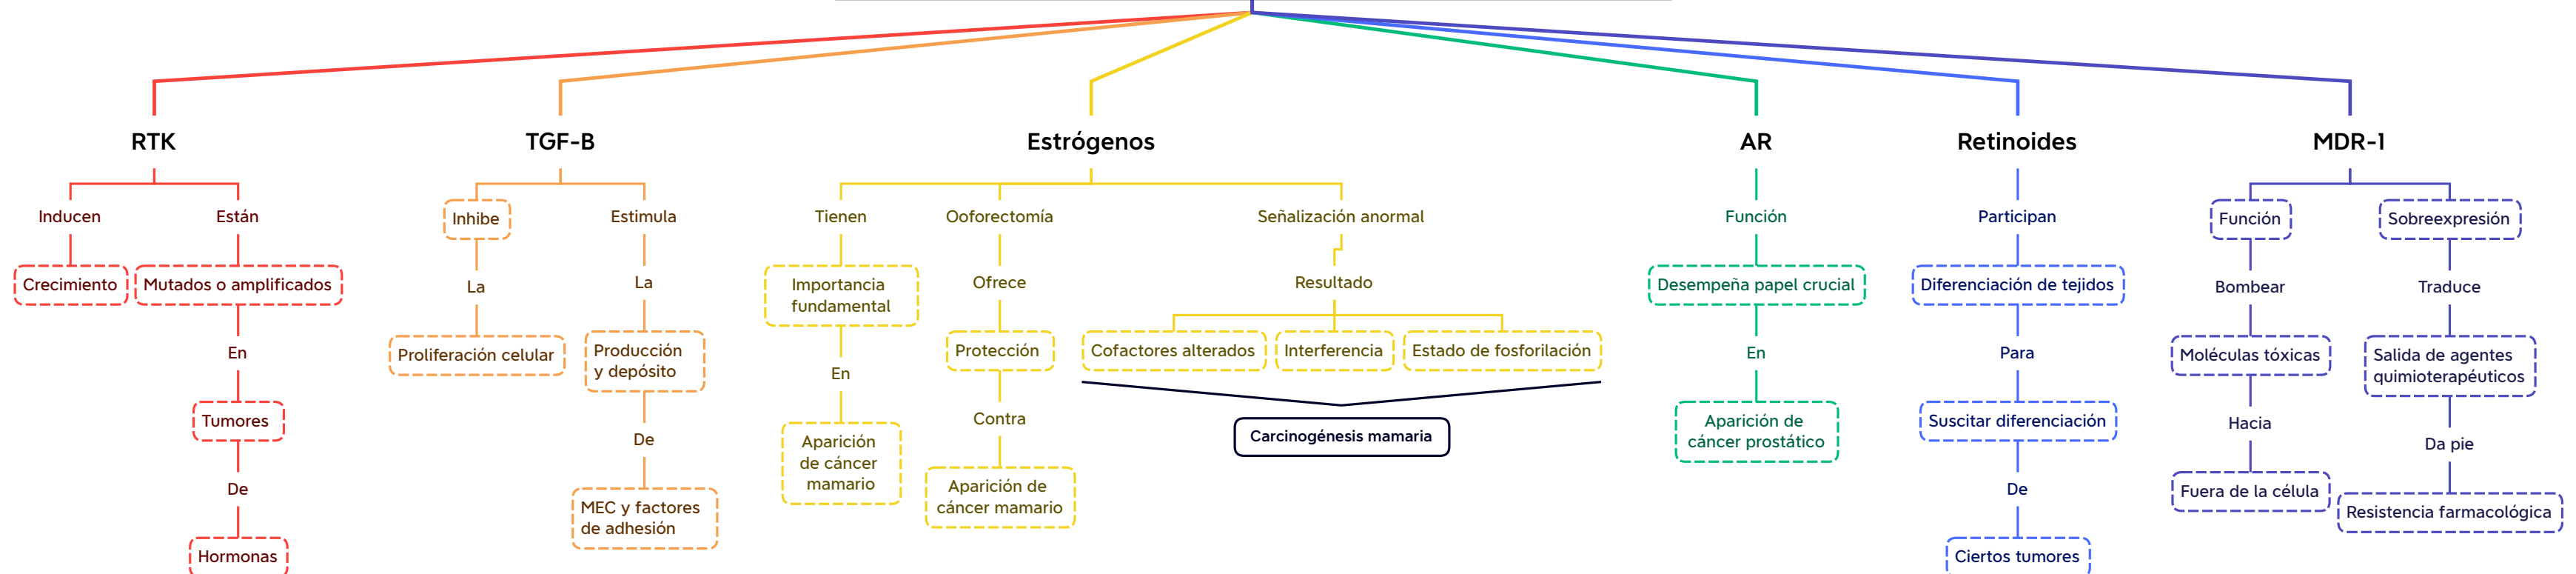 RTK
Inducen
Crecimiento
Están
Mutados o amplificados
En
Tumores
De
Hormonas
TGF-B
Inhibe
La
Proliferación celular
Estimula
La
Producción
y depósito
De
MEC y factores
de adhesión
Estrógenos
Tienen
Importancia
fundamental
En
Aparición
de cáncer
mamario
Ooforectomía
Ofrece
Protección
Contra
Aparición de
cáncer mamario
Señalización anormal
Resultado
Cofactores alterados
Interferencia
Estado de fosforilación
Carcinogénesis mamaria
AR
Función
Desempeña papel crucial
En
Aparición de
cáncer prostático
Retinoides
Participan
Diferenciación de tejidos
Para
Suscitar diferenciación
De
Ciertos tumores
MDR-1
Función
Bombear
Moléculas tóxicas
Hacia
Fuera de la célula
Sobreexpresión
Traduce
Salida de agentes
quimioterapéuticos
Da pie
Resistencia farmacológica